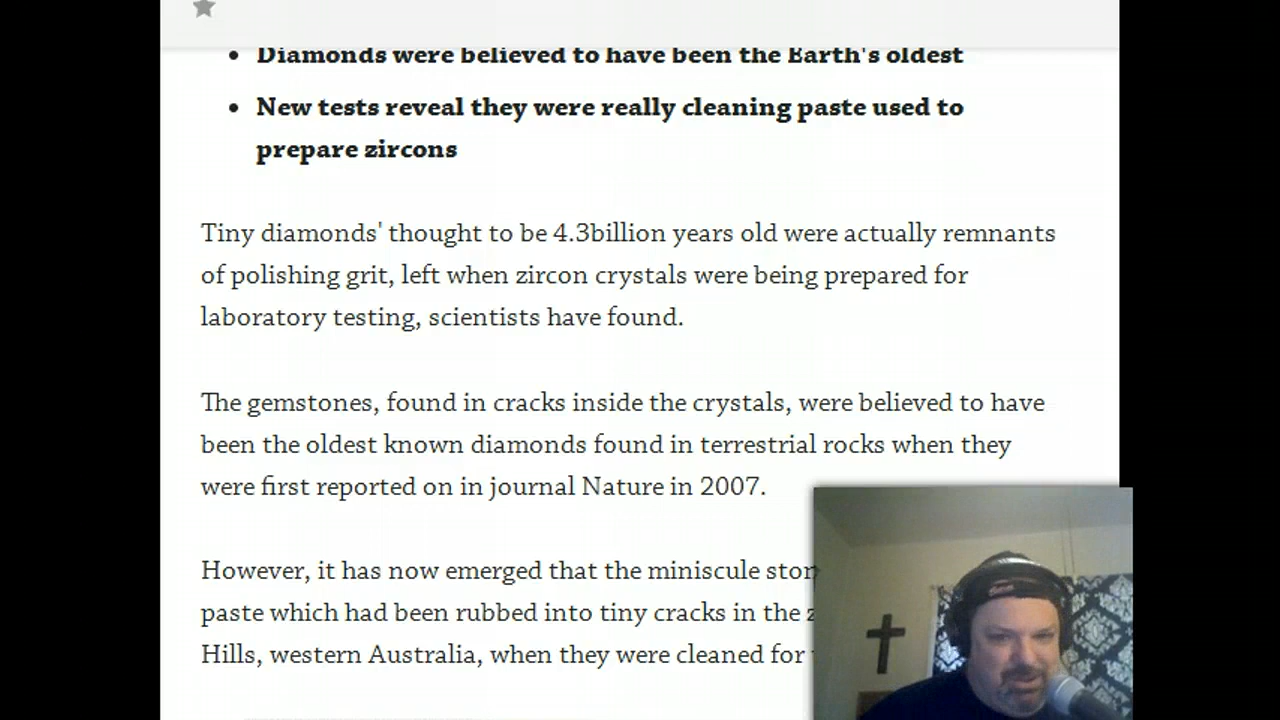 Diamonds were believed to have been the Earth's oldest
New tests reveal they were really cleaning paste used to
prepare zircons
Tiny diamonds' thought to be 4.3billion years old were actually remnants
of polishing grit, left when zircon crystals were being prepared for
laboratory testing, scientists have found.
The gemstones, found in cracks inside the crystals, were believed to have
been the oldest known diamonds found in terrestrial rocks when they
were first reported on in journal Nature in 2007.
However, it has now emerged that the miniscule
paste which had been rubbed into tiny cracks in the
Hills, western Australia, when they were cleaned for